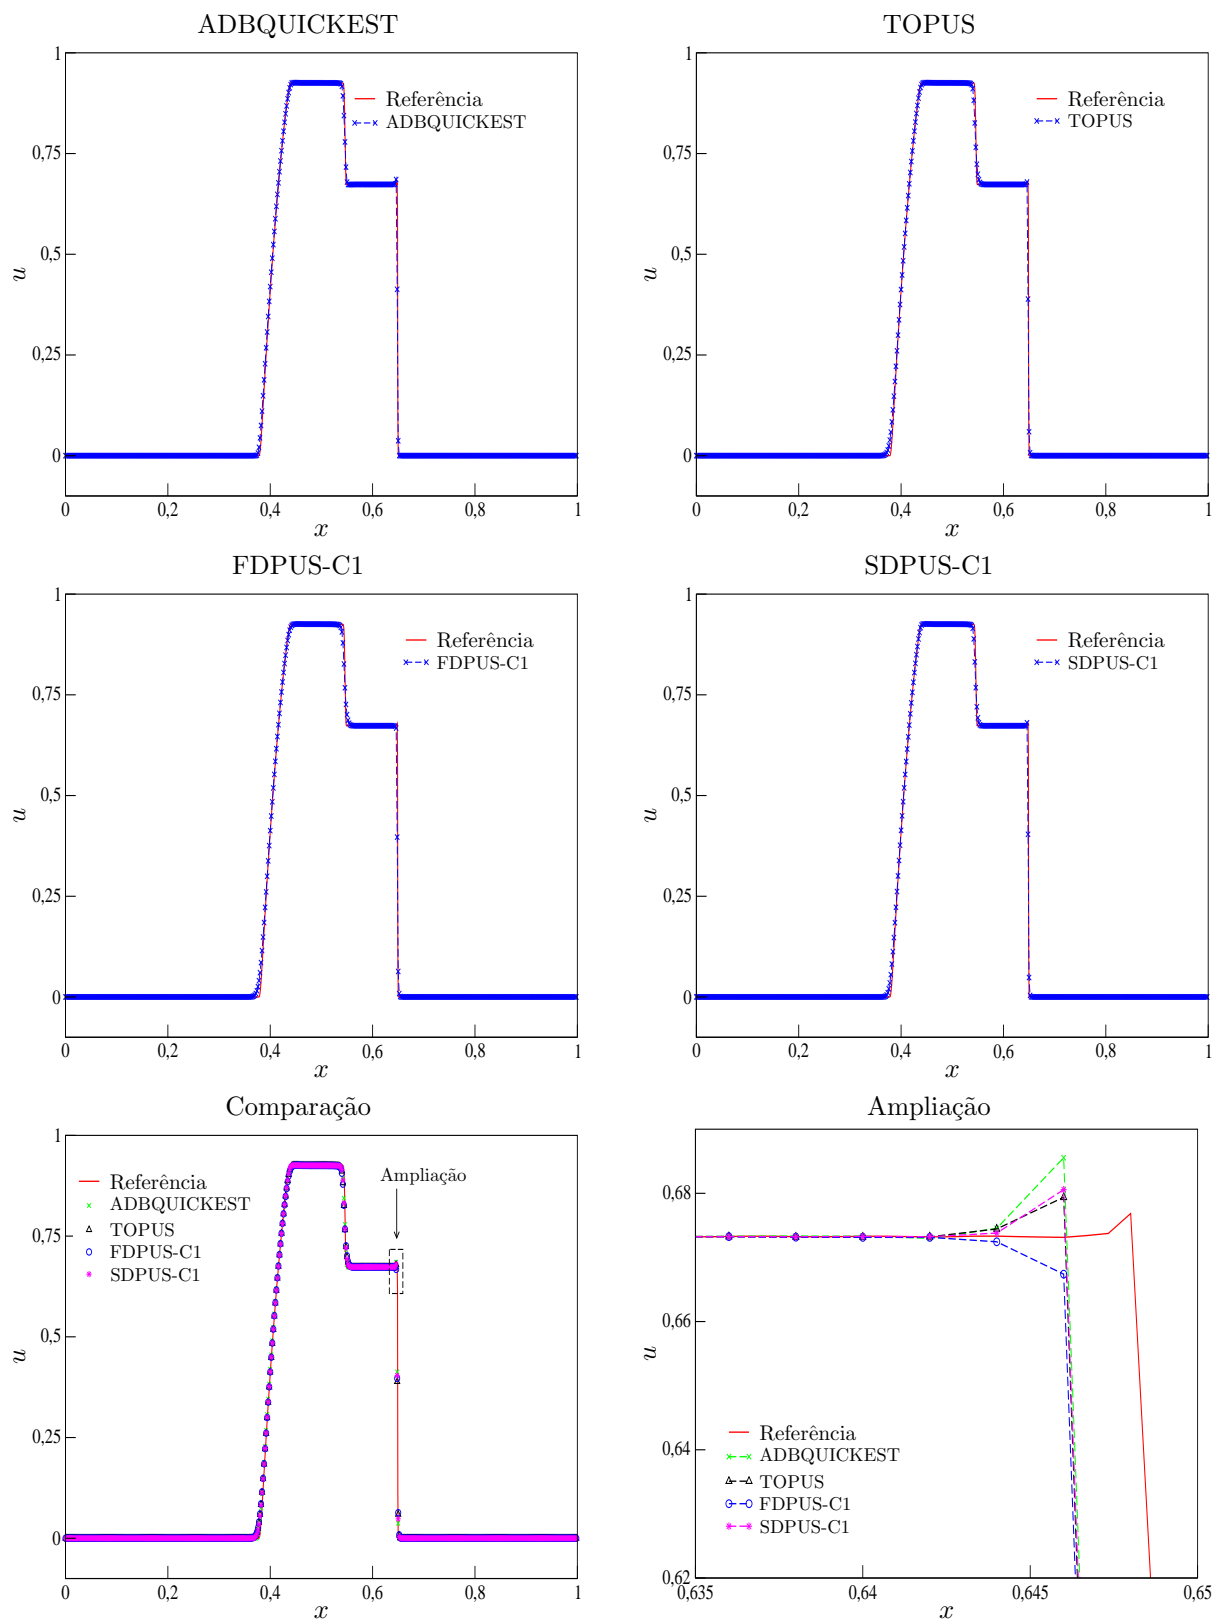 ADBQUICKEST
1
0,75
0,5
0,25
0
u
Referência
ADBQUICKEST
0
0,2
0,4
0,6
0,8
1
x
TOPUS
1
0,75
0,5
0,25
0
u
Referência
TOPUS
0
0,2
0,4
0,6
0,8
1
x
FDPUS-C1
1
0,75
0,5
0,25
0
u
Referência
FDPUS-C1
0
0,2
0,4
0,6
0,8
1
x
SDPUS-C1
1
0,75
0,5
0,25
0
u
Referência
SDPUS-C1
0
0,2
0,4
0,6
0,8
1
x
Comparação
1
0,75
0,5
0,25
0
u
Referência
ADBQUICKEST
TOPUS
FDPUS-C1
SDPUS-C1
Ampliação
0
0,2
0,4
0,6
0,8
1
x
Ampliação
0,68
0,66
0,64
0,62
u
Referência
ADBQUICKEST
TOPUS
FDPUS-C1
SDPUS-C1
0,635
0,64
0,645
0,65
x